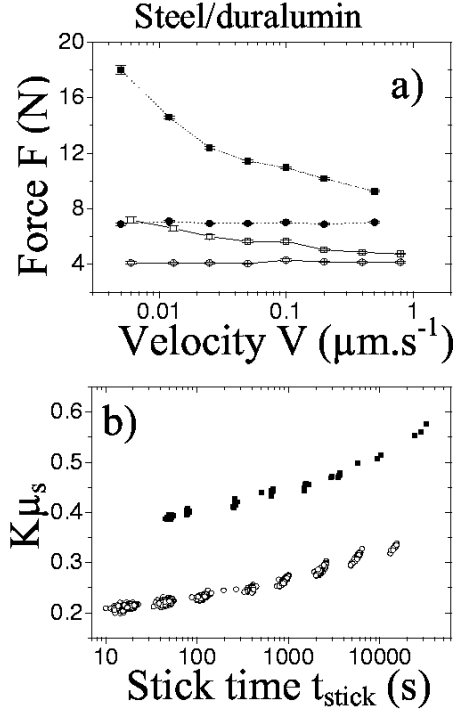 Steel/duralumin
a)
Force F (N)
20
16
12
8
4
0.01
0.1
1
Velocity V (µm.s⁻¹)
b)
Kµₛ
0.6
0.5
0.4
0.3
0.2
10
100
1000
10000
Stick time tstick (s)